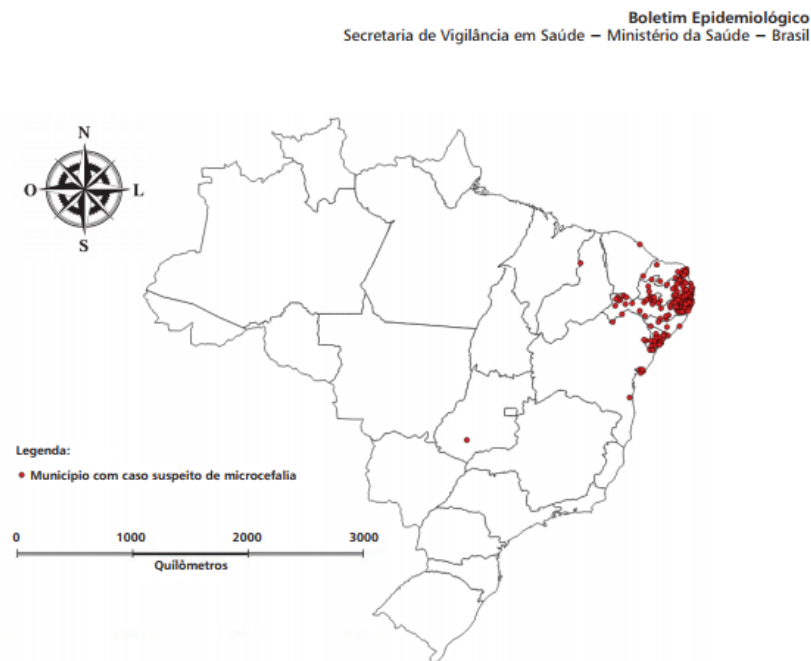 Boletim Epidemiológico
Secretaria de Vigilância em Saúde – Ministério da Saúde – Brasil
N
O L
S
Legenda:
Município com caso suspeito de microcefalia
0 1000 2000 3000
Quilômetros